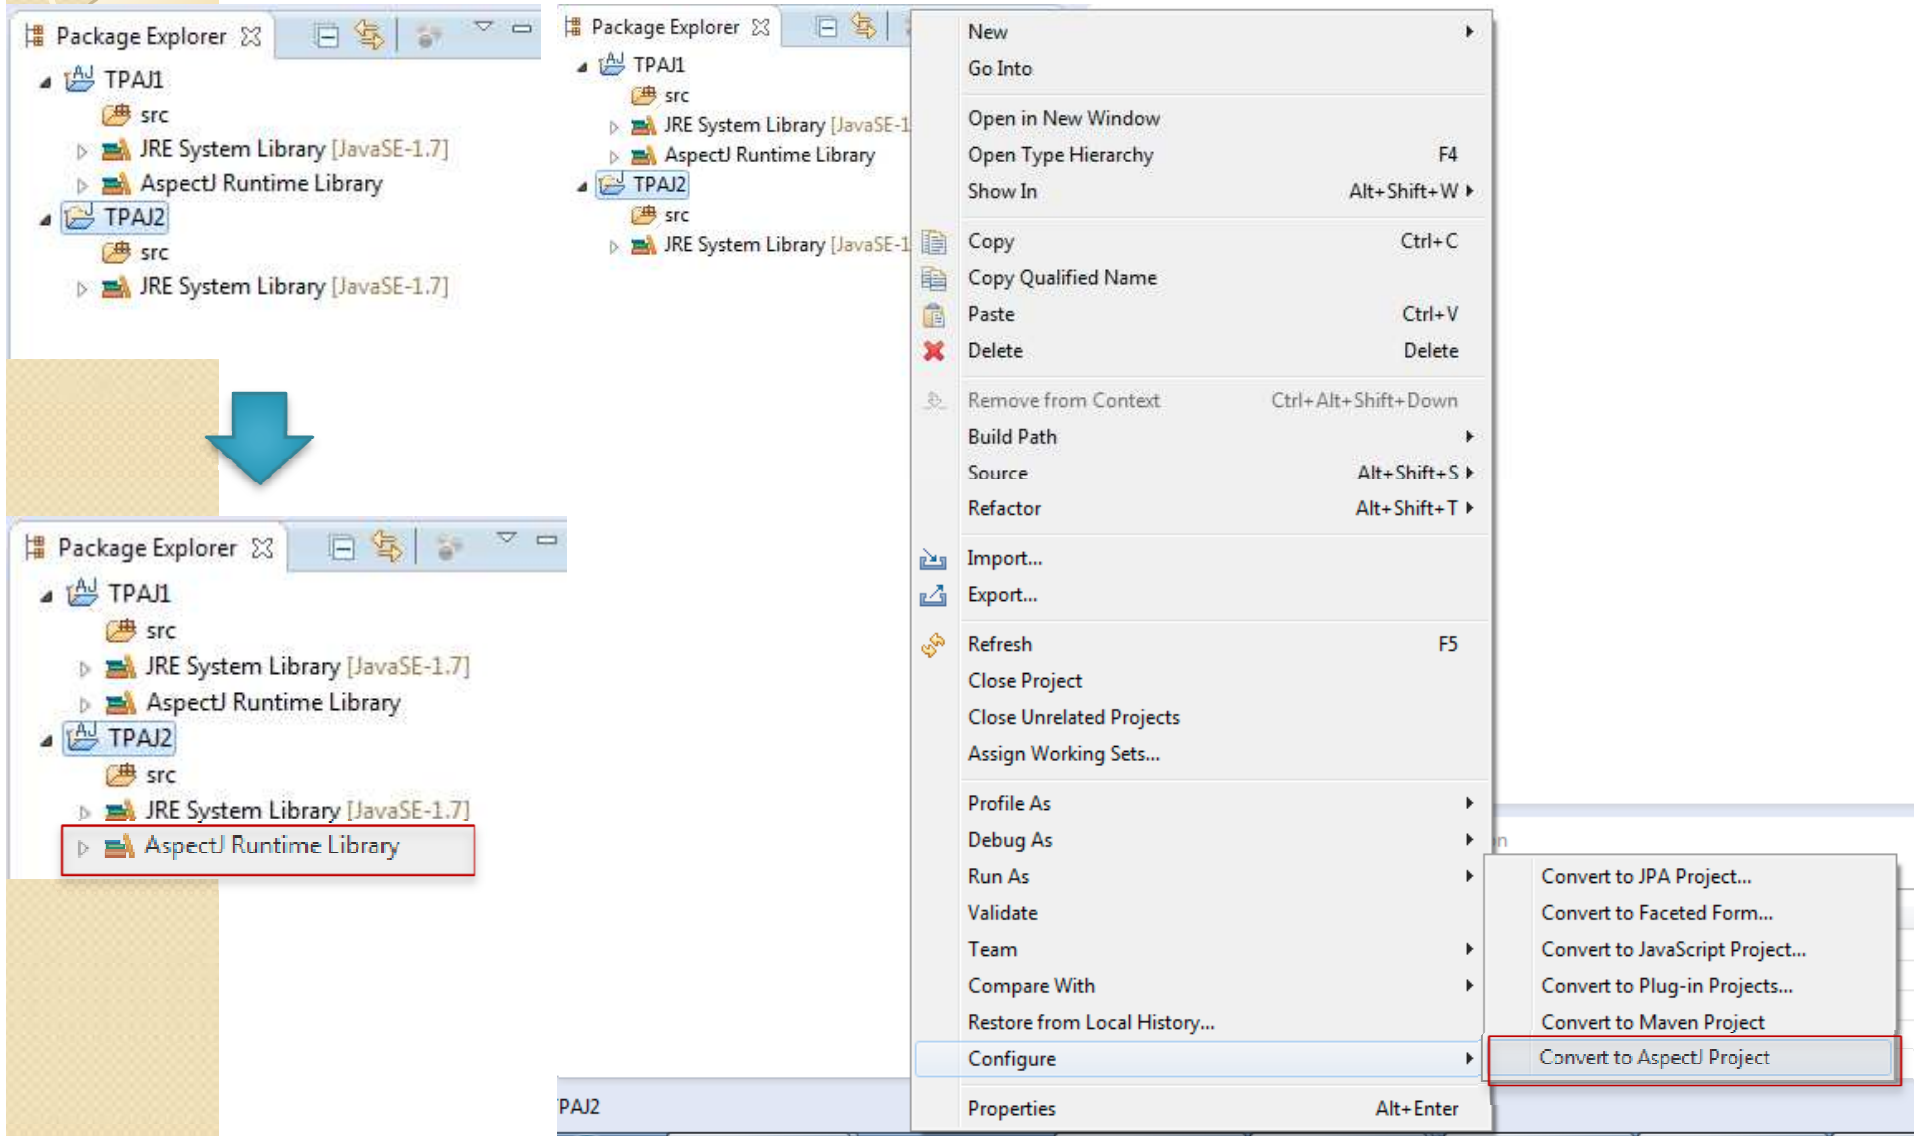 Package Explorer
TPAJ1
src
JRE System Library [JavaSE-1.7]
AspectJ Runtime Library
TPAJ2
src
JRE System Library [JavaSE-1.7]
Package Explorer
TPAJ1
src
JRE System Library [JavaSE-1.7]
AspectJ Runtime Library
TPAJ2
src
JRE System Library [JavaSE-1.7]
AspectJ Runtime Library
Package Explorer
TPAJ1
src
JRE System Library [JavaSE-1
AspectJ Runtime Library
TPAJ2
src
JRE System Library [JavaSE-1
New
Go Into
Open in New Window
Open Type Hierarchy F4
Show In Alt+Shift+W
Copy Ctrl+C
Copy Qualified Name
Paste Ctrl+V
Delete Delete
Remove from Context Ctrl+Alt+Shift+Down
Build Path
Source Alt+Shift+S
Refactor Alt+Shift+T
Import...
Export...
Refresh F5
Close Project
Close Unrelated Projects
Assign Working Sets...
Profile As
Debug As
Run As
Validate
Team
Compare With
Restore from Local History...
Configure
Properties Alt+Enter
Convert to JPA Project...
Convert to Faceted Form...
Convert to JavaScript Project...
Convert to Plug-in Projects...
Convert to Maven Project
Convert to AspectJ Project
PAJ2